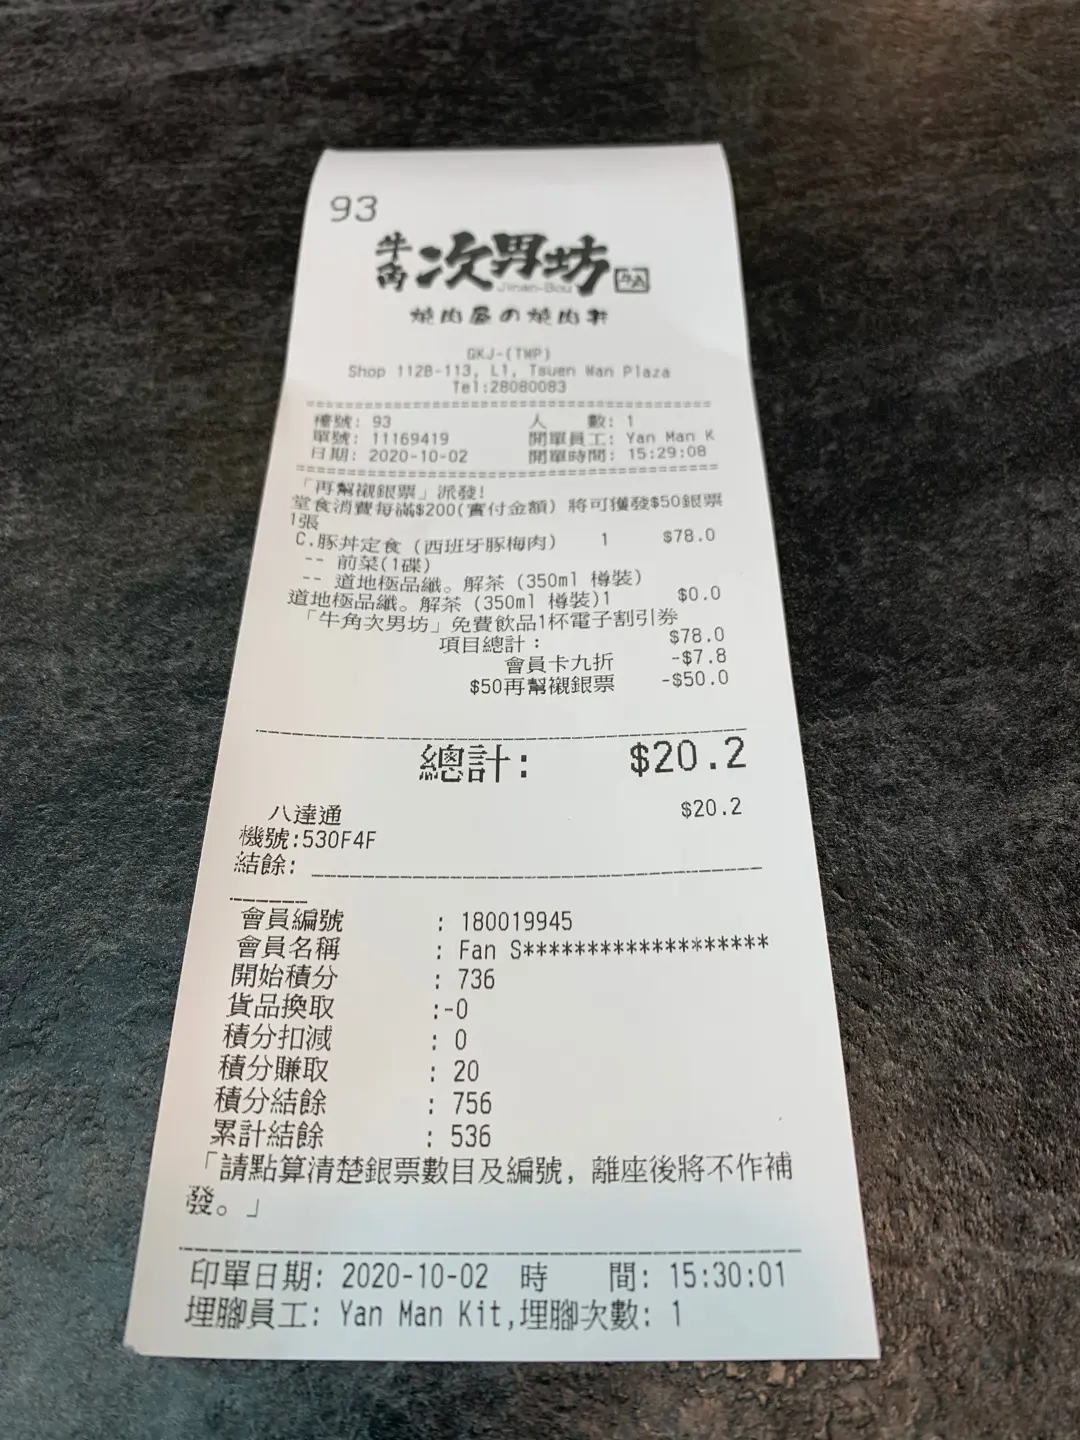 93
牛角 次男坊
Jinan-Bou
燒肉屋の燒肉丼
GKJ-(TWP)
Shop 112B-113, L1, Tsuen Wan Plaza
Tel:28080083
檯號: 93 人 數: 1
單號: 11169419 開單員工: Yan Man K
日期: 2020-10-02 開單時間: 15:29:08
「再幫襯銀票」派發!
堂食消費每滿$200(實付金額) 將可獲發$50銀票
1張
C.豚丼定食 (西班牙豚梅肉) 1 $78.0
-- 前菜(1碟)
-- 道地極品纖。解茶 (350ml 樽裝)
道地極品纖。解茶 (350ml 樽裝)1 $0.0
「牛角次男坊」免費飲品1杯電子割引券
項目總計： $78.0
會員卡九折 -$7.8
$50再幫襯銀票 -$50.0
總計: $20.2
八達通 $20.2
機號:530F4F
結餘:
會員編號 : 180019945
會員名稱 : Fan S*******************
開始積分 : 736
貨品換取 :-0
積分扣減 : 0
積分賺取 : 20
積分結餘 : 756
累計結餘 : 536
「請點算清楚銀票數目及編號, 離座後將不作補
發。」
印單日期: 2020-10-02 時 間: 15:30:01
埋腳員工: Yan Man Kit,埋腳次數: 1